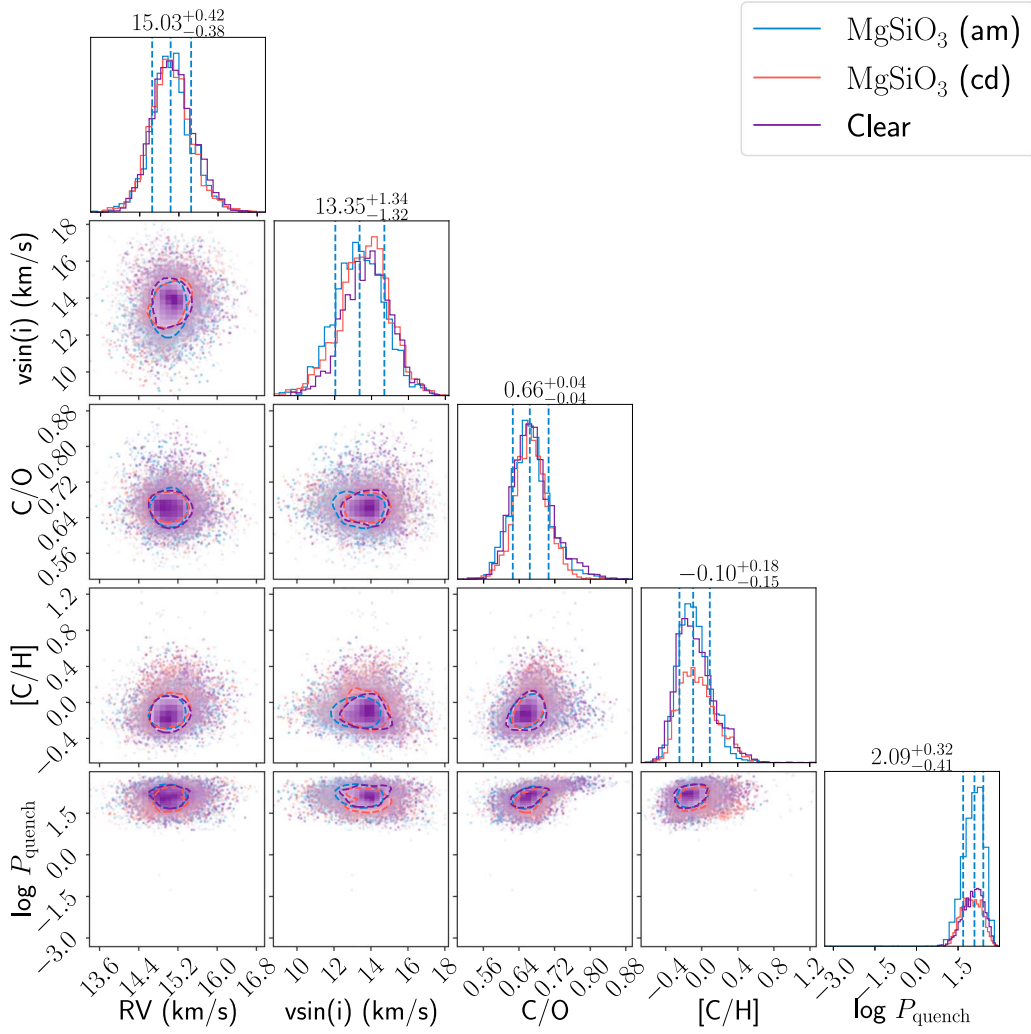 15.03+0.42−0.38
MgSiO3 (am)
MgSiO3 (cd)
Clear
13.35+1.34−1.32
vsin(i) (km/s)
18
16
14
12
10
0.66+0.04−0.04
C/O
0.88
0.80
0.72
0.64
0.56
−0.10+0.18−0.15
[C/H]
1.2
0.8
0.4
0.0
−0.4
2.09+0.32−0.41
log Pquench
1.5
0.0
−1.5
−3.0
13.6 14.4 15.2 16.0 16.8
10 12 14 16 18
0.56 0.64 0.72 0.80 0.88
−0.4 0.0 0.4 0.8 1.2
−3.0 −1.5 0.0 1.5
RV (km/s) vsin(i) (km/s) C/O [C/H] log Pquench